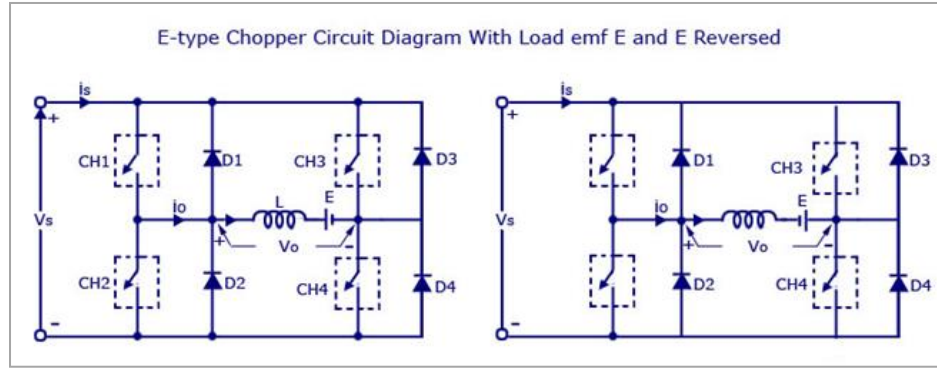 E-type Chopper Circuit Diagram With Load emf E and E Reversed
is
+
CH1
D1
CH3
D3
Vs
io
L
E
+
Vo
-
CH2
D2
CH4
D4
-
is
+
D1
CH3
D3
Vs
io
E
+
Vo
-
D2
CH4
D4
-